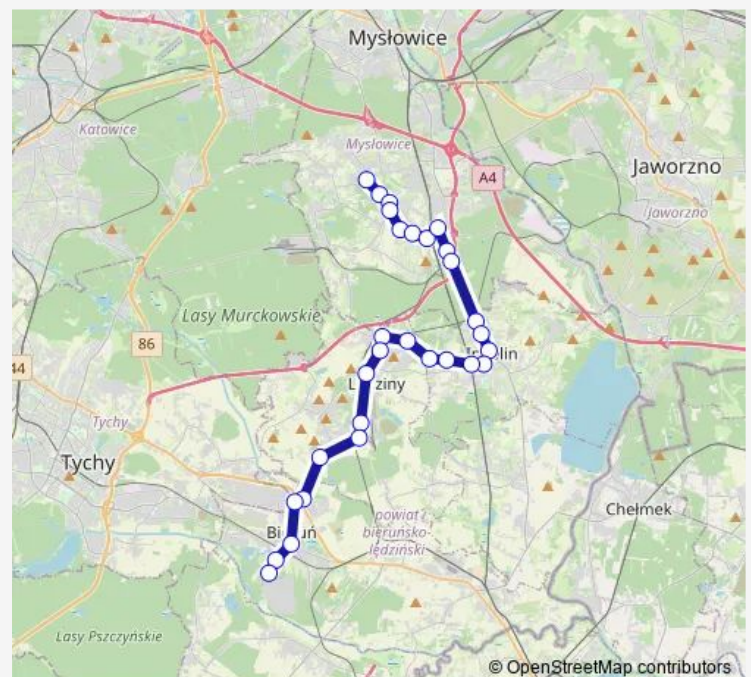 Mysłowice
Katowice
Mysłowice
A4
Jaworzno
Jaworzno
Lasy Murckowskie
86
44
Tychy
Tychy
Chełmek
powiat
bieruńsko-
-lędziński
Lasy Pszczyńskie
© OpenStreetMap contributors